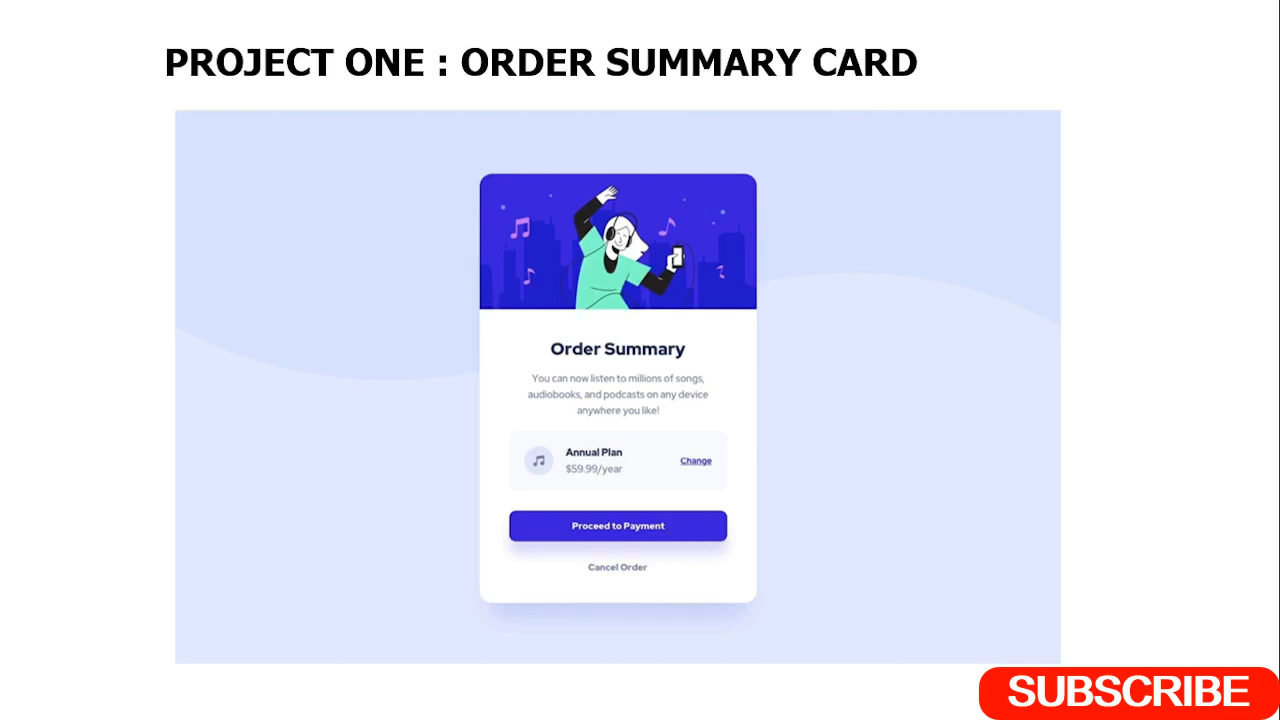 PROJECT ONE : ORDER SUMMARY CARD
Order Summary
You can now listen to millions of songs,
audiobooks, and podcasts on any device
anywhere you like!
Annual Plan
$59.99/year
Change
Proceed to Payment
Cancel Order
SUBSCRIBE